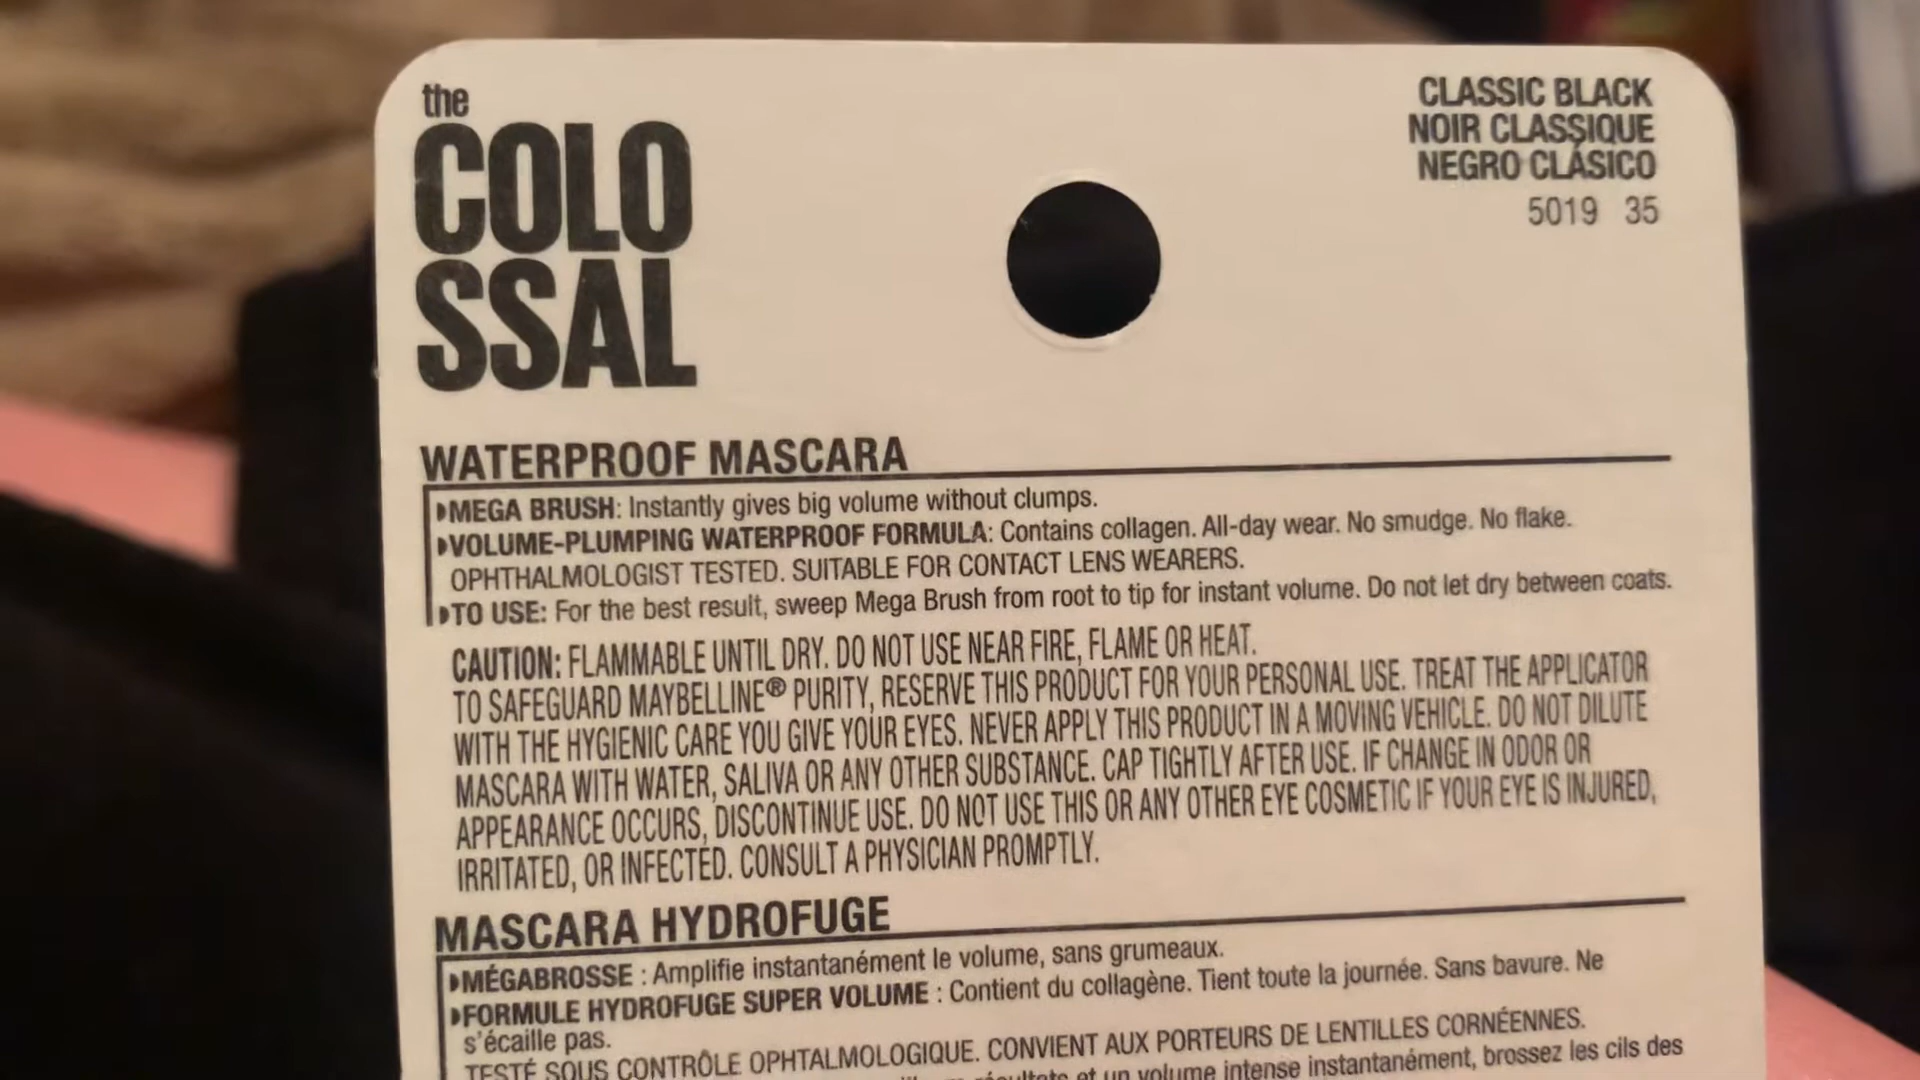 the
COLO
SSAL
CLASSIC BLACK
NOIR CLASSIQUE
NEGRO CLÁSICO
5019 35
WATERPROOF MASCARA
MEGA BRUSH: Instantly gives big volume without clumps.
VOLUME-PLUMPING WATERPROOF FORMULA: Contains collagen. All-day wear. No smudge. No flake.
OPHTHALMOLOGIST TESTED. SUITABLE FOR CONTACT LENS WEARERS.
TO USE: For the best result, sweep Mega Brush from root to tip for instant volume. Do not let dry between coats.
CAUTION: FLAMMABLE UNTIL DRY. DO NOT USE NEAR FIRE, FLAME OR HEAT.
TO SAFEGUARD MAYBELLINE® PURITY, RESERVE THIS PRODUCT FOR YOUR PERSONAL USE. TREAT THE APPLICATOR
WITH THE HYGIENIC CARE YOU GIVE YOUR EYES. NEVER APPLY THIS PRODUCT IN A MOVING VEHICLE. DO NOT DILUTE
MASCARA WITH WATER, SALIVA OR ANY OTHER SUBSTANCE. CAP TIGHTLY AFTER USE. IF CHANGE IN ODOR OR
APPEARANCE OCCURS, DISCONTINUE USE. DO NOT USE THIS OR ANY OTHER EYE COSMETIC IF YOUR EYE IS INJURED,
IRRITATED, OR INFECTED. CONSULT A PHYSICIAN PROMPTLY.
MASCARA HYDROFUGE
MÉGABROSSE : Amplifie instantanément le volume, sans grumeaux.
FORMULE HYDROFUGE SUPER VOLUME : Contient du collagène. Tient toute la journée. Sans bavure. Ne
s'écaille pas.
TESTÉ SOUS CONTRÔLE OPHTALMOLOGIQUE. CONVIENT AUX PORTEURS DE LENTILLES CORNÉENNES.
et un volume intense instantanément, brossez les cils des